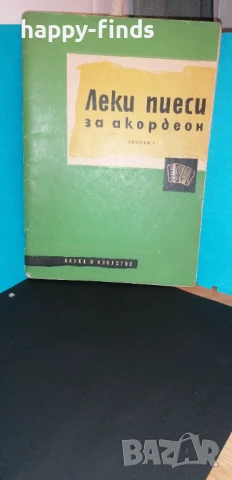 happy-finds
Леки пиеси
за акордеон
НАУКА И ИЗКУСТВО
BAZAR